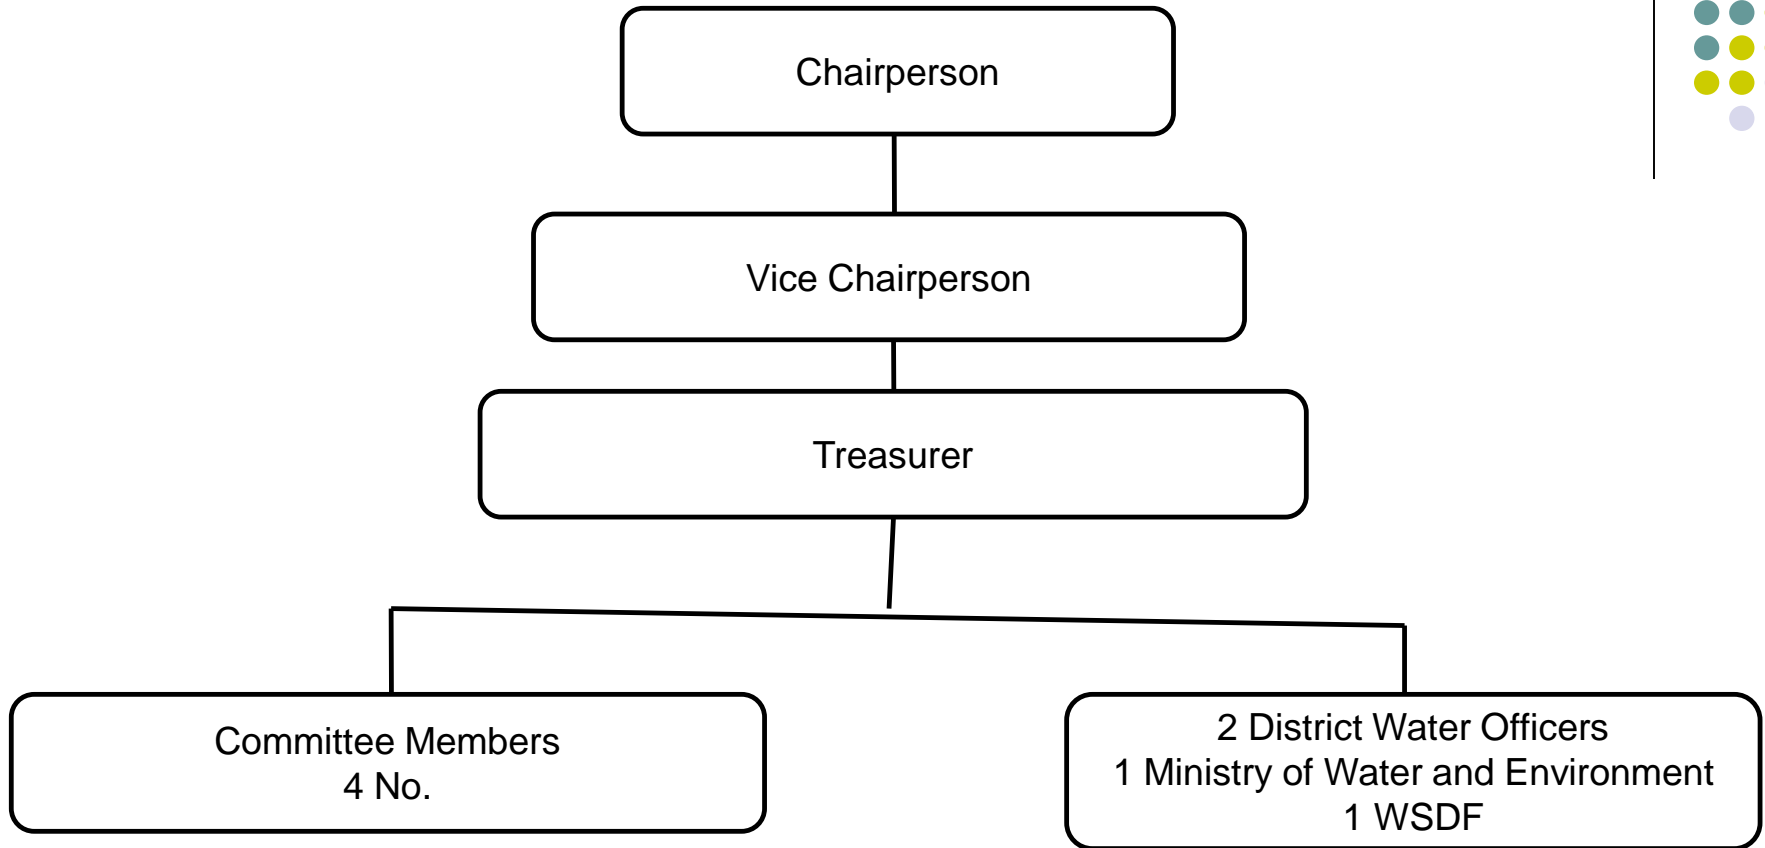 Chairperson
Vice Chairperson
Treasurer
Committee Members
4 No.
2 District Water Officers
1 Ministry of Water and Environment
1 WSDF